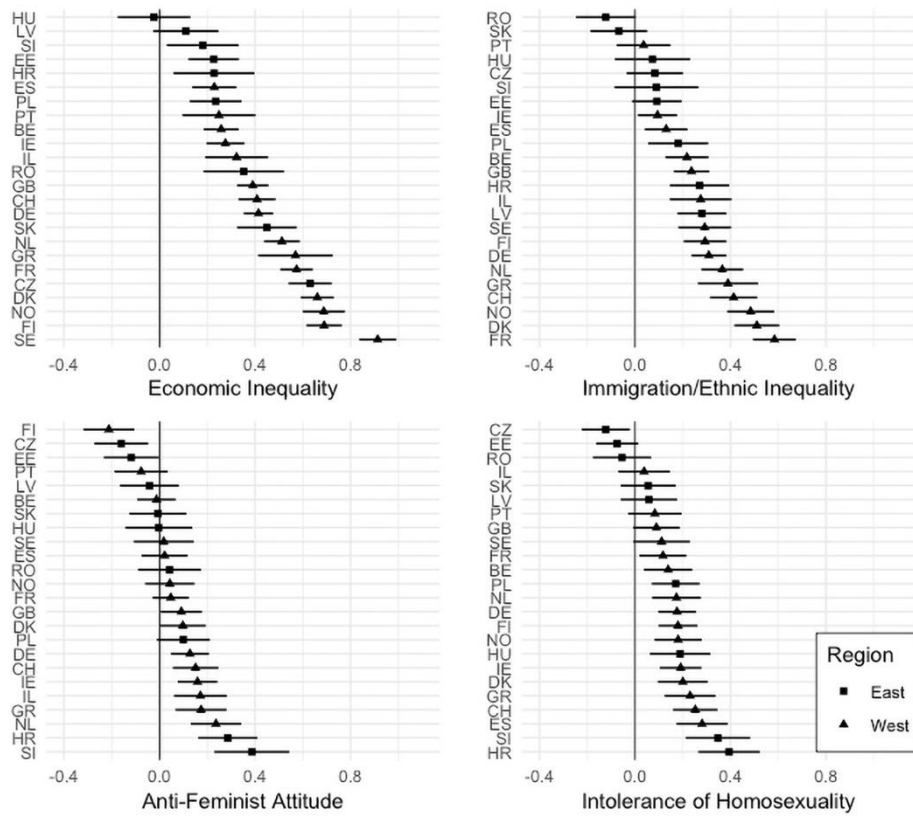 HU
LV
SI
EE
HR
ES
PL
PT
BE
IE
IL
RO
GB
CH
DE
SK
NL
GR
FR
CZ
DK
NO
FI
SE
-0.4 0.0 0.4 0.8
Economic Inequality
RO
SK
PT
HU
CZ
SI
EE
IE
ES
PL
BE
GB
HR
IL
LV
SE
FI
DE
NL
GR
CH
NO
DK
FR
-0.4 0.0 0.4 0.8
Immigration/Ethnic Inequality
FI
CZ
EE
PT
LV
BE
SK
HU
SE
ES
RO
NO
FR
GB
DK
PL
DE
CH
IE
IL
GR
NL
HR
SI
-0.4 0.0 0.4 0.8
Anti-Feminist Attitude
CZ
EE
RO
IL
SK
LV
PT
GB
SE
FR
BE
PL
NL
DE
FI
NO
HU
IE
DK
GR
CH
ES
SI
HR
-0.4 0.0 0.4 0.8
Intolerance of Homosexuality
Region
East
West